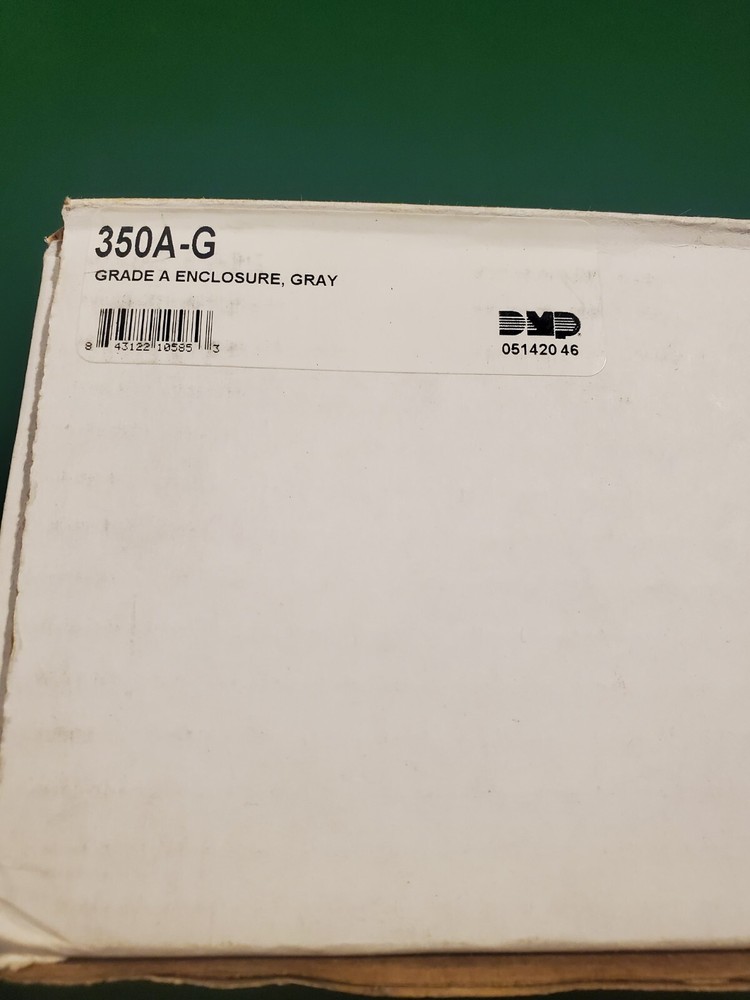 350A-G
GRADE A ENCLOSURE, GRAY
8 43122 10585 3
DMP
051420 46